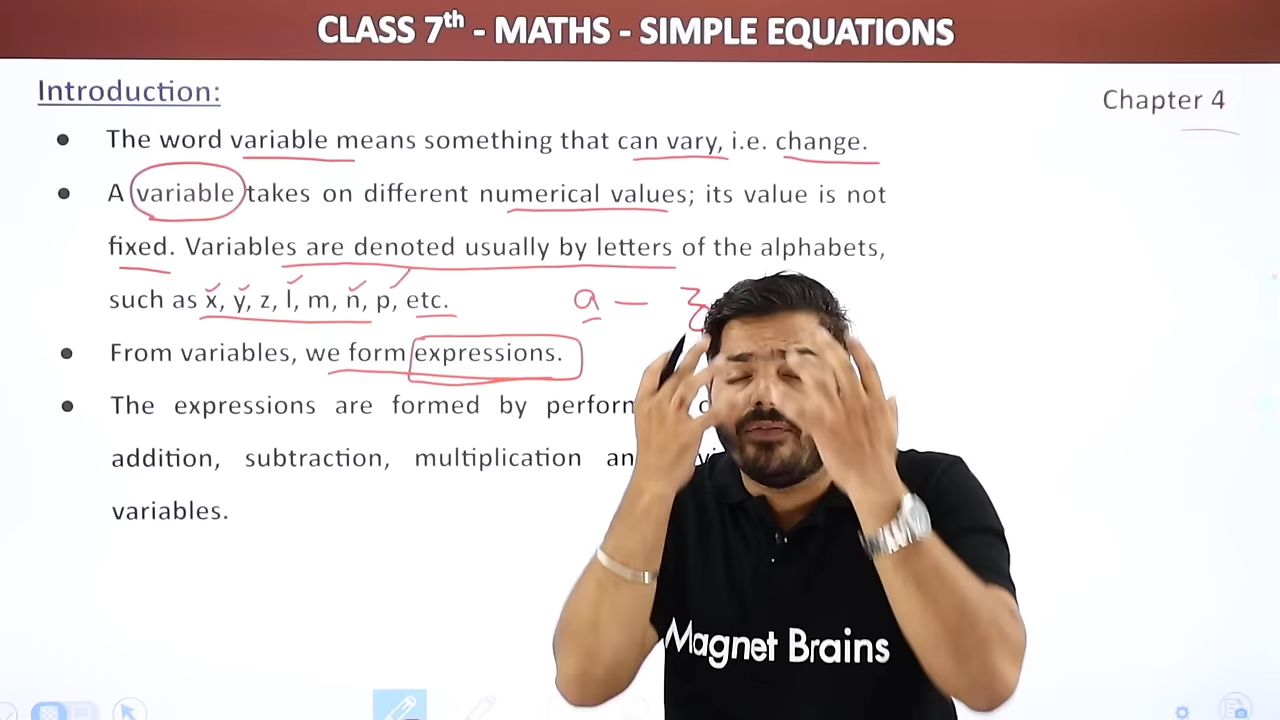 CLASS 7th - MATHS - SIMPLE EQUATIONS
Introduction:
Chapter 4
● The word variable means something that can vary, i.e. change.
● A variable takes on different numerical values; its value is not
fixed. Variables are denoted usually by letters of the alphabets,
such as x, y, z, l, m, n, p, etc.
a – z
● From variables, we form expressions.
● The expressions are formed by perform
addition, subtraction, multiplication an
variables.
Magnet Brains